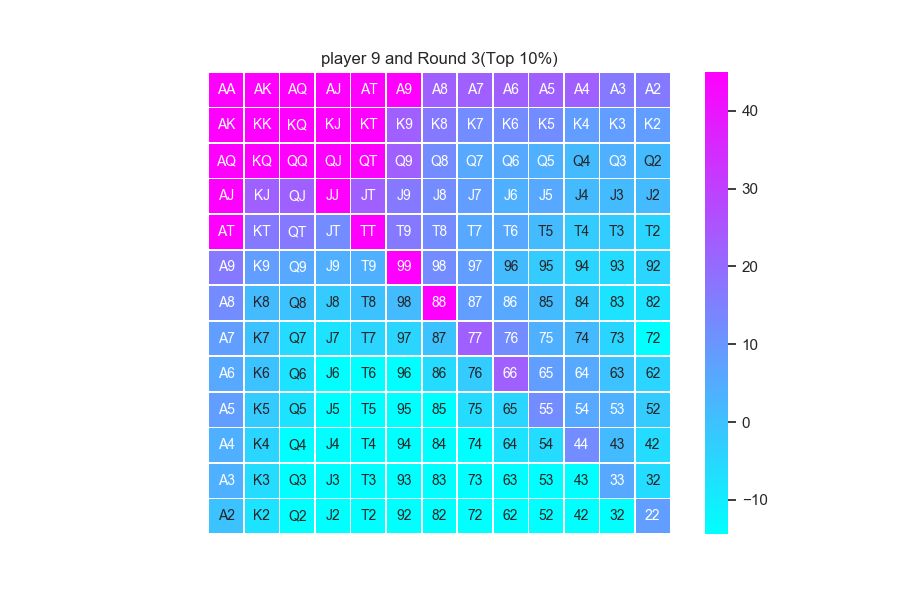 player 9 and Round 3(Top 10%)
AA AK AQ AJ AT A9 A8 A7 A6 A5 A4 A3 A2
AK KK KQ KJ KT K9 K8 K7 K6 K5 K4 K3 K2
AQ KQ QQ QJ QT Q9 Q8 Q7 Q6 Q5 Q4 Q3 Q2
AJ KJ QJ JJ JT J9 J8 J7 J6 J5 J4 J3 J2
AT KT QT JT TT T9 T8 T7 T6 T5 T4 T3 T2
A9 K9 Q9 J9 T9 99 98 97 96 95 94 93 92
A8 K8 Q8 J8 T8 98 88 87 86 85 84 83 82
A7 K7 Q7 J7 T7 97 87 77 76 75 74 73 72
A6 K6 Q6 J6 T6 96 86 76 66 65 64 63 62
A5 K5 Q5 J5 T5 95 85 75 65 55 54 53 52
A4 K4 Q4 J4 T4 94 84 74 64 54 44 43 42
A3 K3 Q3 J3 T3 93 83 73 63 53 43 33 32
A2 K2 Q2 J2 T2 92 82 72 62 52 42 32 22
40
30
20
10
0
−10